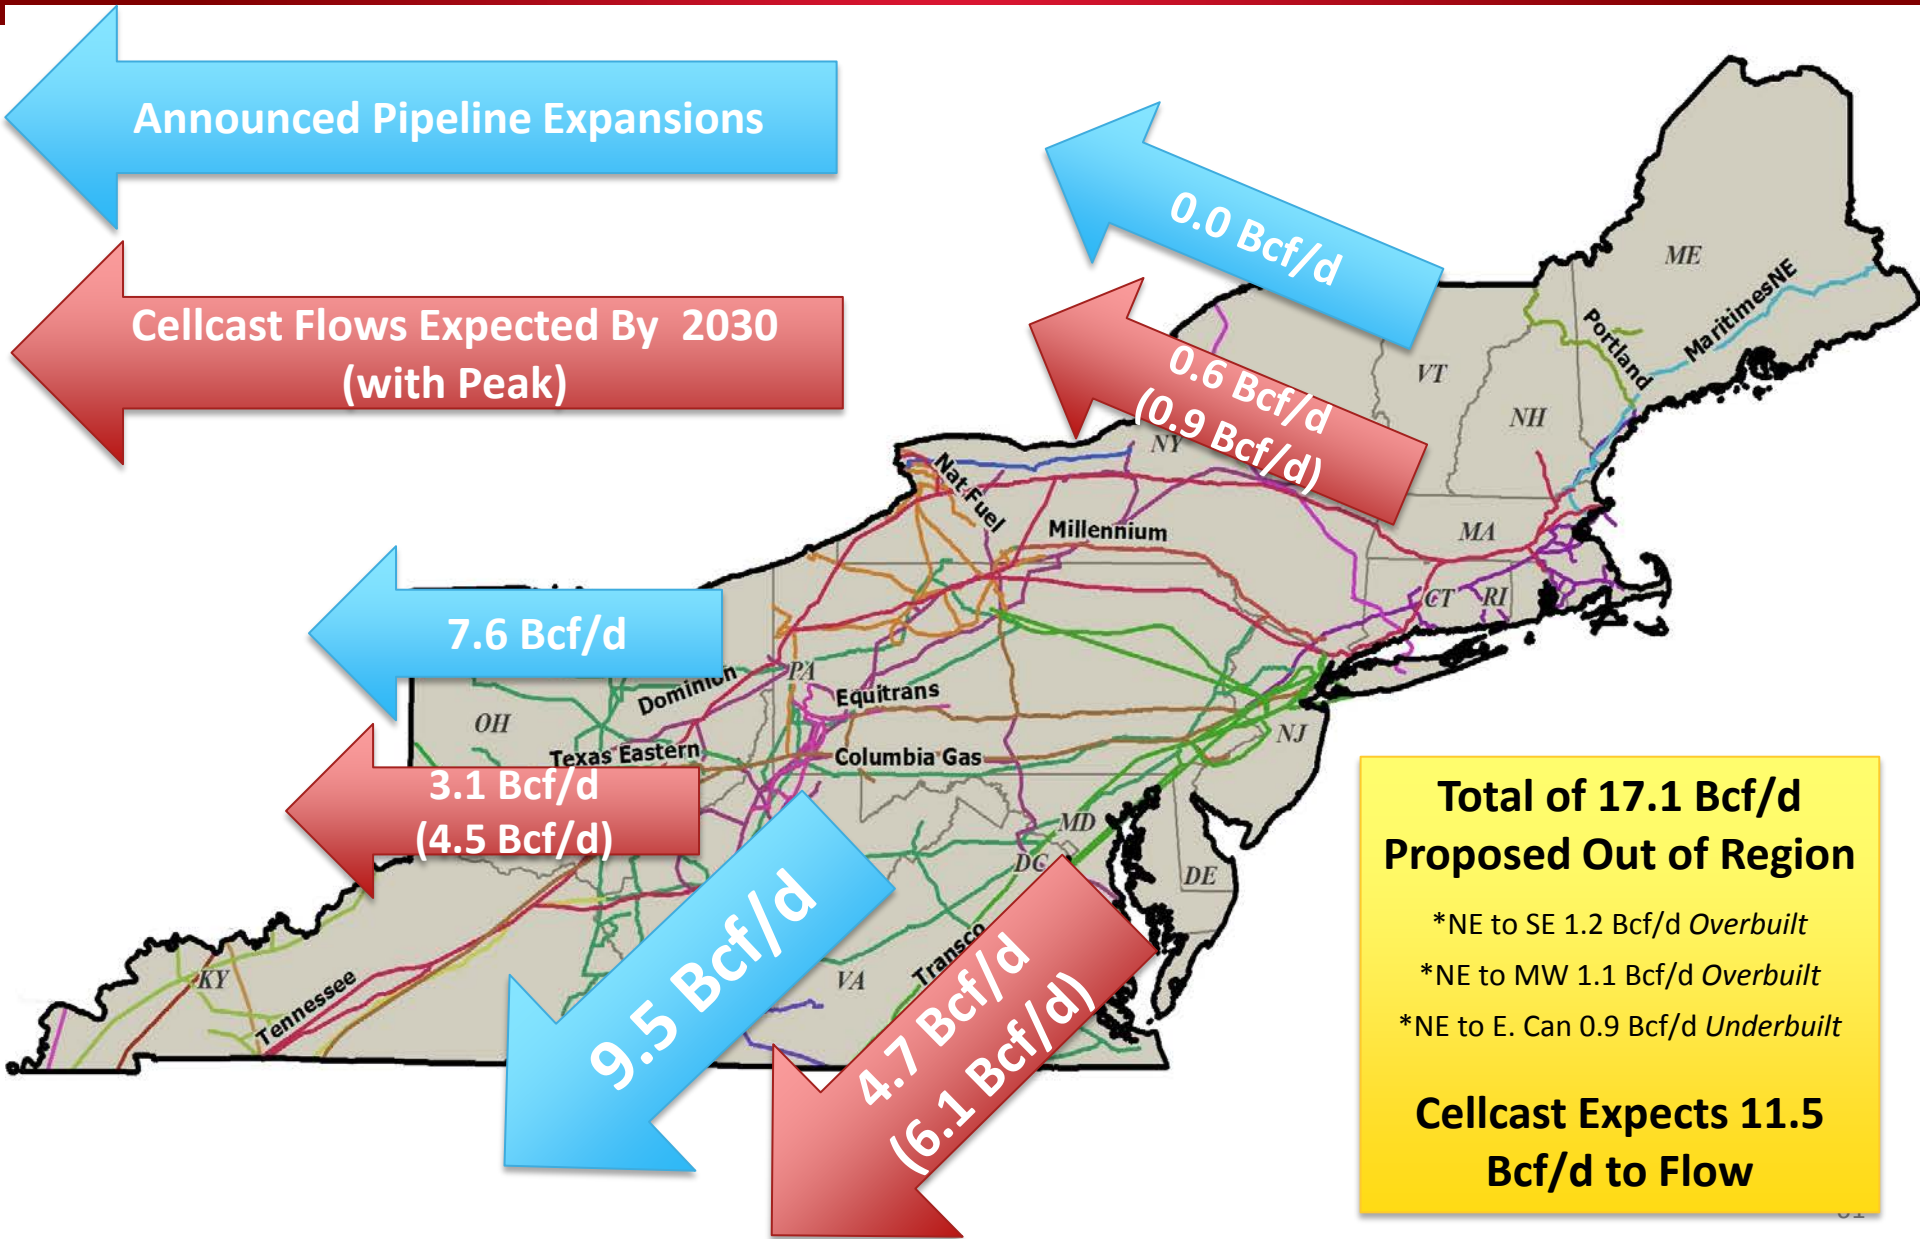 Announced Pipeline Expansions
Cellcast Flows Expected By 2030
(with Peak)
0.0 Bcf/d
0.6 Bcf/d
(0.9 Bcf/d)
ME
MaritimesNE
Portland
VT
NH
NY
Nat Fuel
Millennium
MA
CT
RI
7.6 Bcf/d
PA
Dominion
Equitrans
OH
NJ
Texas Eastern
Columbia Gas
3.1 Bcf/d
(4.5 Bcf/d)
MD
DC
DE
9.5 Bcf/d
Transco
VA
4.7 Bcf/d
(6.1 Bcf/d)
KY
Tennessee
Total of 17.1 Bcf/d
Proposed Out of Region
*NE to SE 1.2 Bcf/d Overbuilt
*NE to MW 1.1 Bcf/d Overbuilt
*NE to E. Can 0.9 Bcf/d Underbuilt
Cellcast Expects 11.5
Bcf/d to Flow